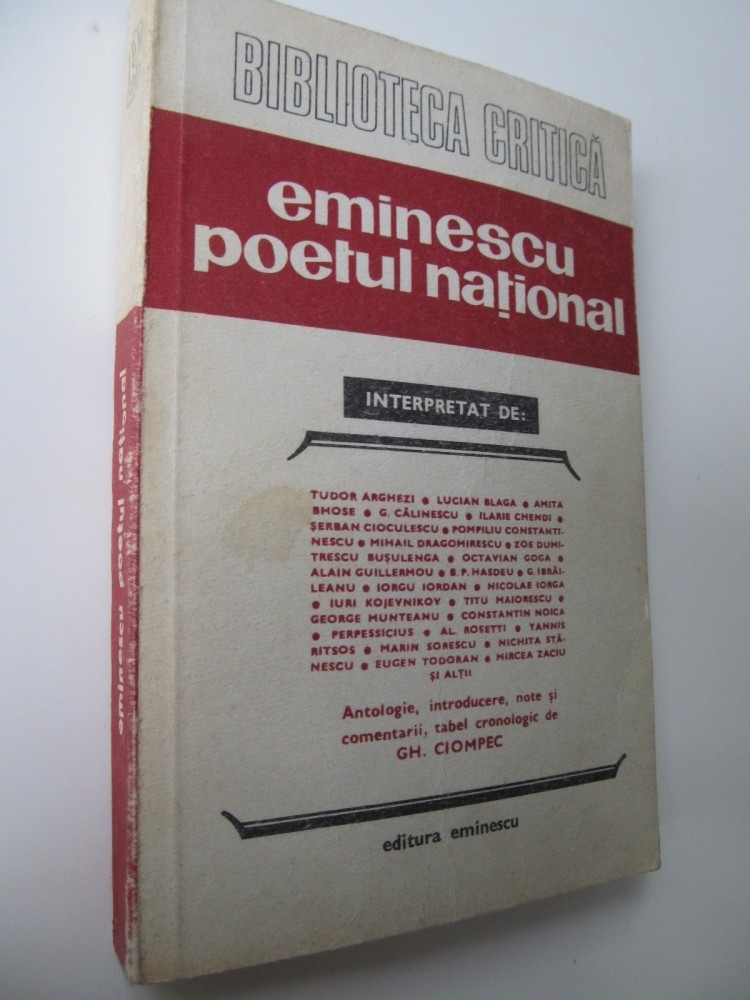 BIBLIOTECA CRITICĂ
eminescu
poetul național
INTERPRETAT DE:
TUDOR ARGHEZI • LUCIAN BLAGA • AMITA
BHOSE • G. CĂLINESCU • ILARIE CHENDI •
ȘERBAN CIOCULESCU • POMPILIU CONSTANTI-
NESCU • MIHAIL DRAGOMIRESCU • ZOE DUMI-
TRESCU BUȘULENGA • OCTAVIAN GOGA •
ALAIN GUILLERMOU • B.P. HASDEU • G. IBRĂI-
LEANU • IORGU IORDAN • NICOLAE IORGA
• IURI KOJEVNIKOV • TITU MAIORESCU •
GEORGE MUNTEANU • CONSTANTIN NOICA
• PERPESSICIUS • AL. ROSETTI • YANNIS
RITSOS • MARIN SORESCU • NICHITA STĂ-
NESCU • EUGEN TODORAN • MIRCEA ZACIU
ȘI ALȚII
Antologie, introducere, note și
comentarii, tabel cronologic de
GH. CIOMPEC
editura eminescu
eminescu poetul național